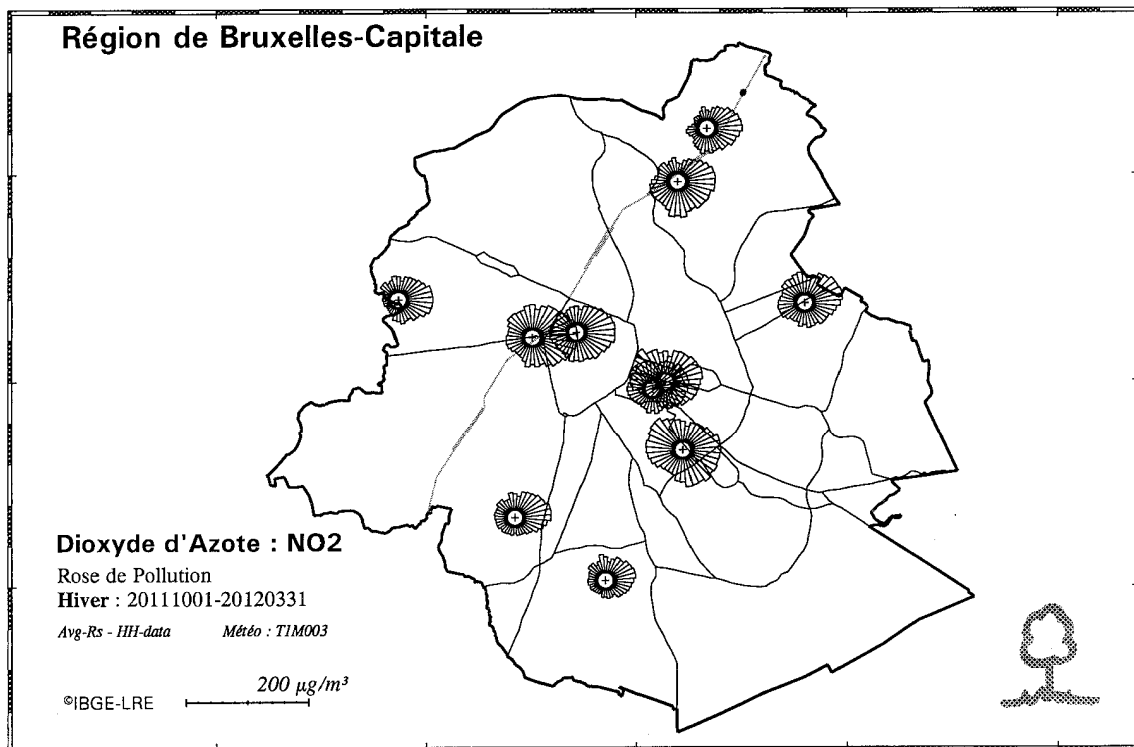 Région de Bruxelles-Capitale
Dioxyde d'Azote : NO2
Rose de Pollution
Hiver : 20111001-20120331
Avg-Rs - HH-data Météo : T1M003
200 µg/m³
©IBGE-LRE